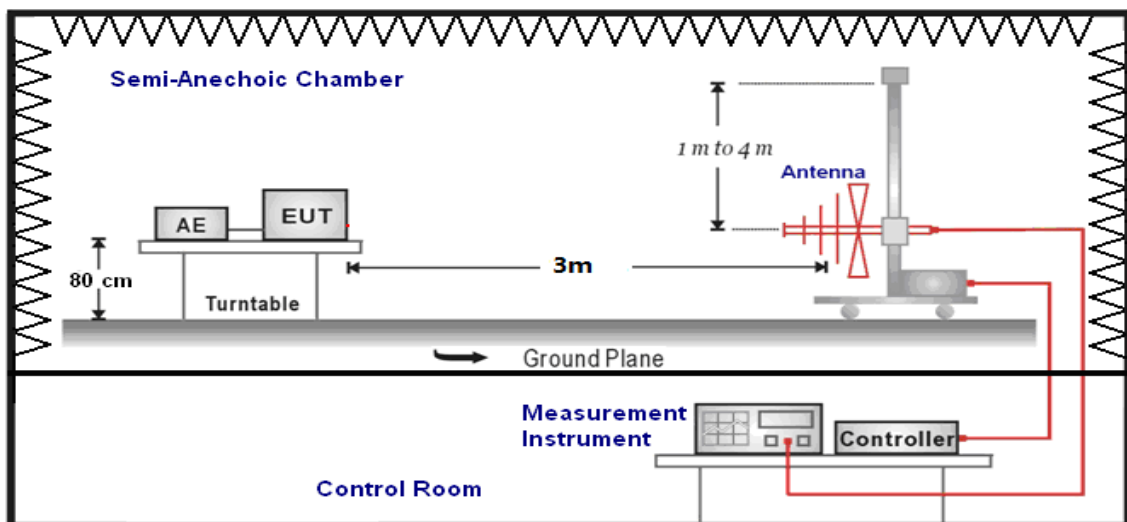 Semi-Anechoic Chamber
1 m to 4 m
Antenna
AE
EUT
80 cm
3m
Turntable
Ground Plane
Measurement
Instrument
Controller
Control Room